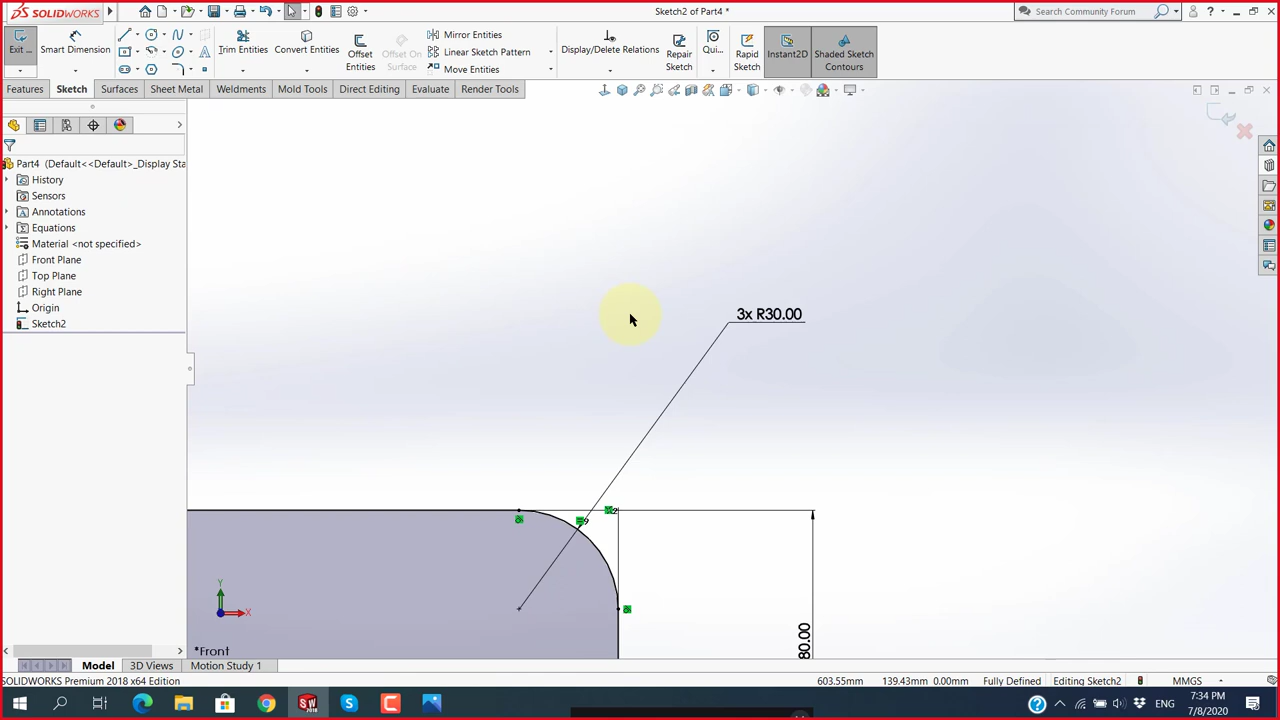 SOLIDWORKS
Sketch2 of Part4 *
Search Community Forum
Exit ...
Smart Dimension
Trim Entities
Convert Entities
Offset Entities
Offset On Surface
Mirror Entities
Linear Sketch Pattern
Move Entities
Display/Delete Relations
Repair Sketch
Qui...
Rapid Sketch
Instant2D
Shaded Sketch Contours
Features
Sketch
Surfaces
Sheet Metal
Weldments
Mold Tools
Direct Editing
Evaluate
Render Tools
Part4 (Default<<Default>_Display Sta
History
Sensors
Annotations
Equations
Material <not specified>
Front Plane
Top Plane
Right Plane
Origin
Sketch2
3x R30.00
80.00
Y
X
*Front
Model
3D Views
Motion Study 1
SOLIDWORKS Premium 2018 x64 Edition
603.55mm
139.43mm 0.00mm
Fully Defined
Editing Sketch2
MMGS
ENG
7:34 PM
7/8/2020